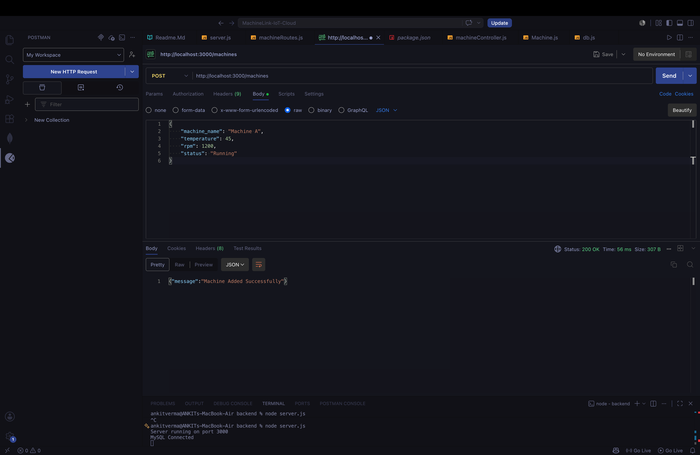 MachineLink-IoT-Cloud
Update
POSTMAN
Readme.Md
server.js
machineRoutes.js
http://localhos...
package.json
machineController.js
Machine.js
db.js
My Workspace
New HTTP Request
Filter
New Collection
http://localhost:3000/machines
Save
No Environment
POST
http://localhost:3000/machines
Send
Params Authorization Headers (9) Body Scripts Settings
Code Cookies
none form-data x-www-form-urlencoded raw binary GraphQL JSON
Beautify
1 {
2 "machine_name": "Machine A",
3 "temperature": 45,
4 "rpm": 1200,
5 "status": "Running"
6 }
Body Cookies Headers (8) Test Results
Status: 200 OK Time: 56 ms Size: 307 B
Pretty Raw Preview JSON
1 {"message":"Machine Added Successfully"}
PROBLEMS OUTPUT DEBUG CONSOLE TERMINAL PORTS POSTMAN CONSOLE
node - backend
ankitverma@ANKITs-MacBook-Air backend % node server.js
^C
ankitverma@ANKITs-MacBook-Air backend % node server.js
Server running on port 3000
MySQL Connected
0 0
Go Live
Go Live